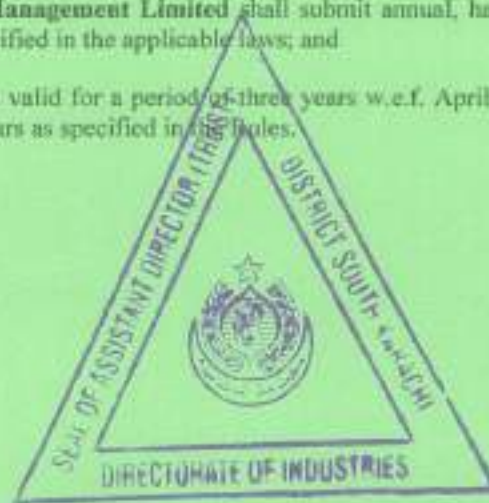 Management Limited shall submit annual, ha
ified in the applicable laws; and
valid for a period of three years w.e.f. April
ars as specified in the Rules.
SEAL OF ASSISTANT DIRECTOR (TRUST
DISTRICT SOUTH KARACHI
DIRECTORATE OF INDUSTRIES